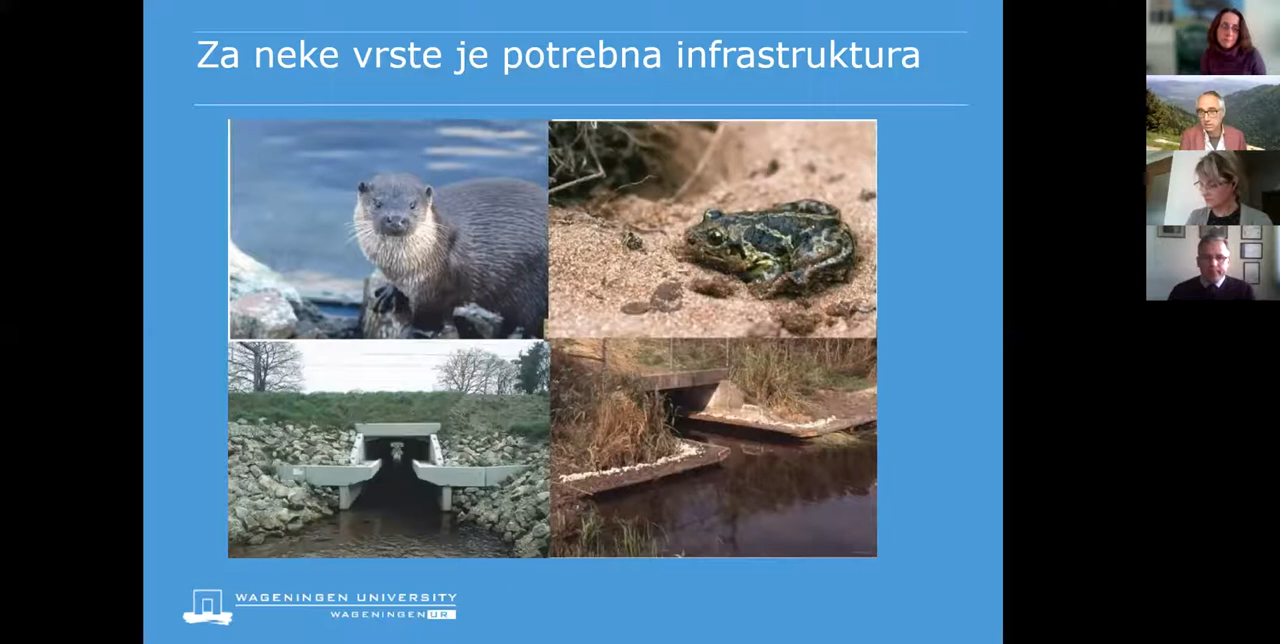 Za neke vrste je potrebna infrastruktura
WAGENINGEN UNIVERSITY
WAGENINGEN UR